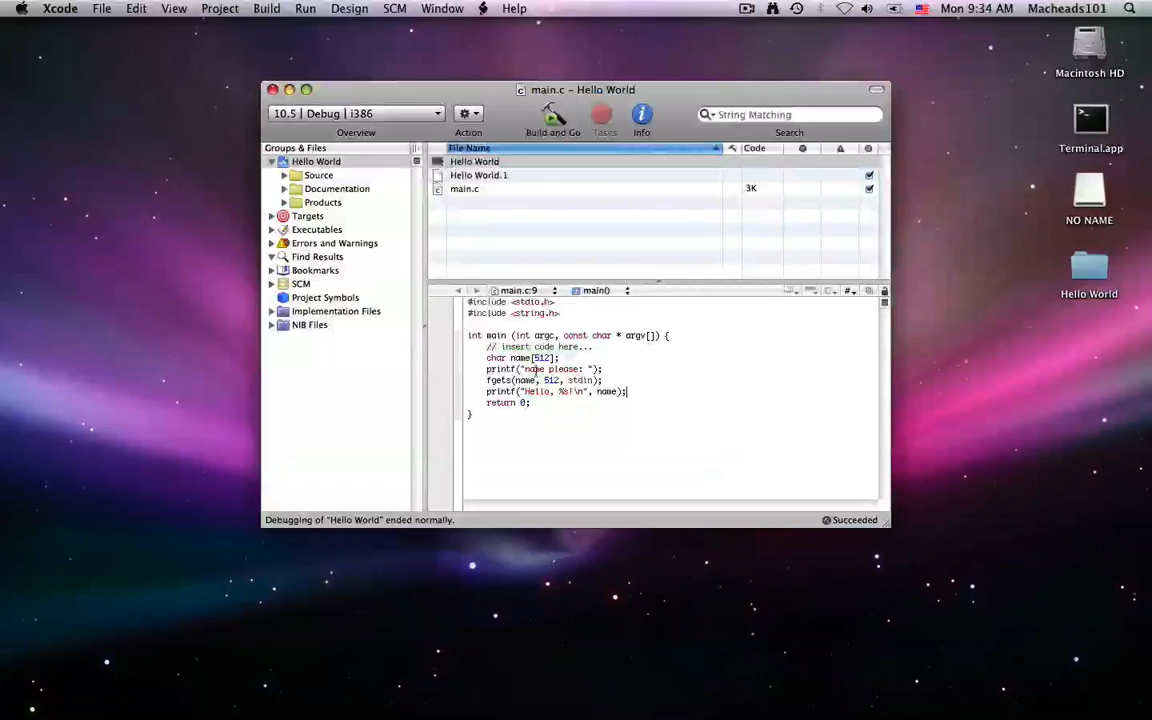 Xcode File Edit View Project Build Run Design SCM Window Help Mon 9:34 AM Macheads101
main.c – Hello World
10.5 | Debug | i386
String Matching
Overview Action Build and Go Tasks Info Search
Groups & Files
File Name Code
Hello World
Source
Documentation
Products
Targets
Executables
Errors and Warnings
Find Results
Bookmarks
SCM
Project Symbols
Implementation Files
NIB Files
Hello World
Hello World.1
main.c 3K
main.c:9 main() #
#include <stdio.h>
#include <string.h>
int main (int argc, const char * argv[]) {
// insert code here...
char name[512];
printf("name please: ");
fgets(name, 512, stdin);
printf("Hello, %s!\n", name);
return 0;
}
Debugging of "Hello World" ended normally. Succeeded
Macintosh HD
Terminal.app
NO NAME
Hello World